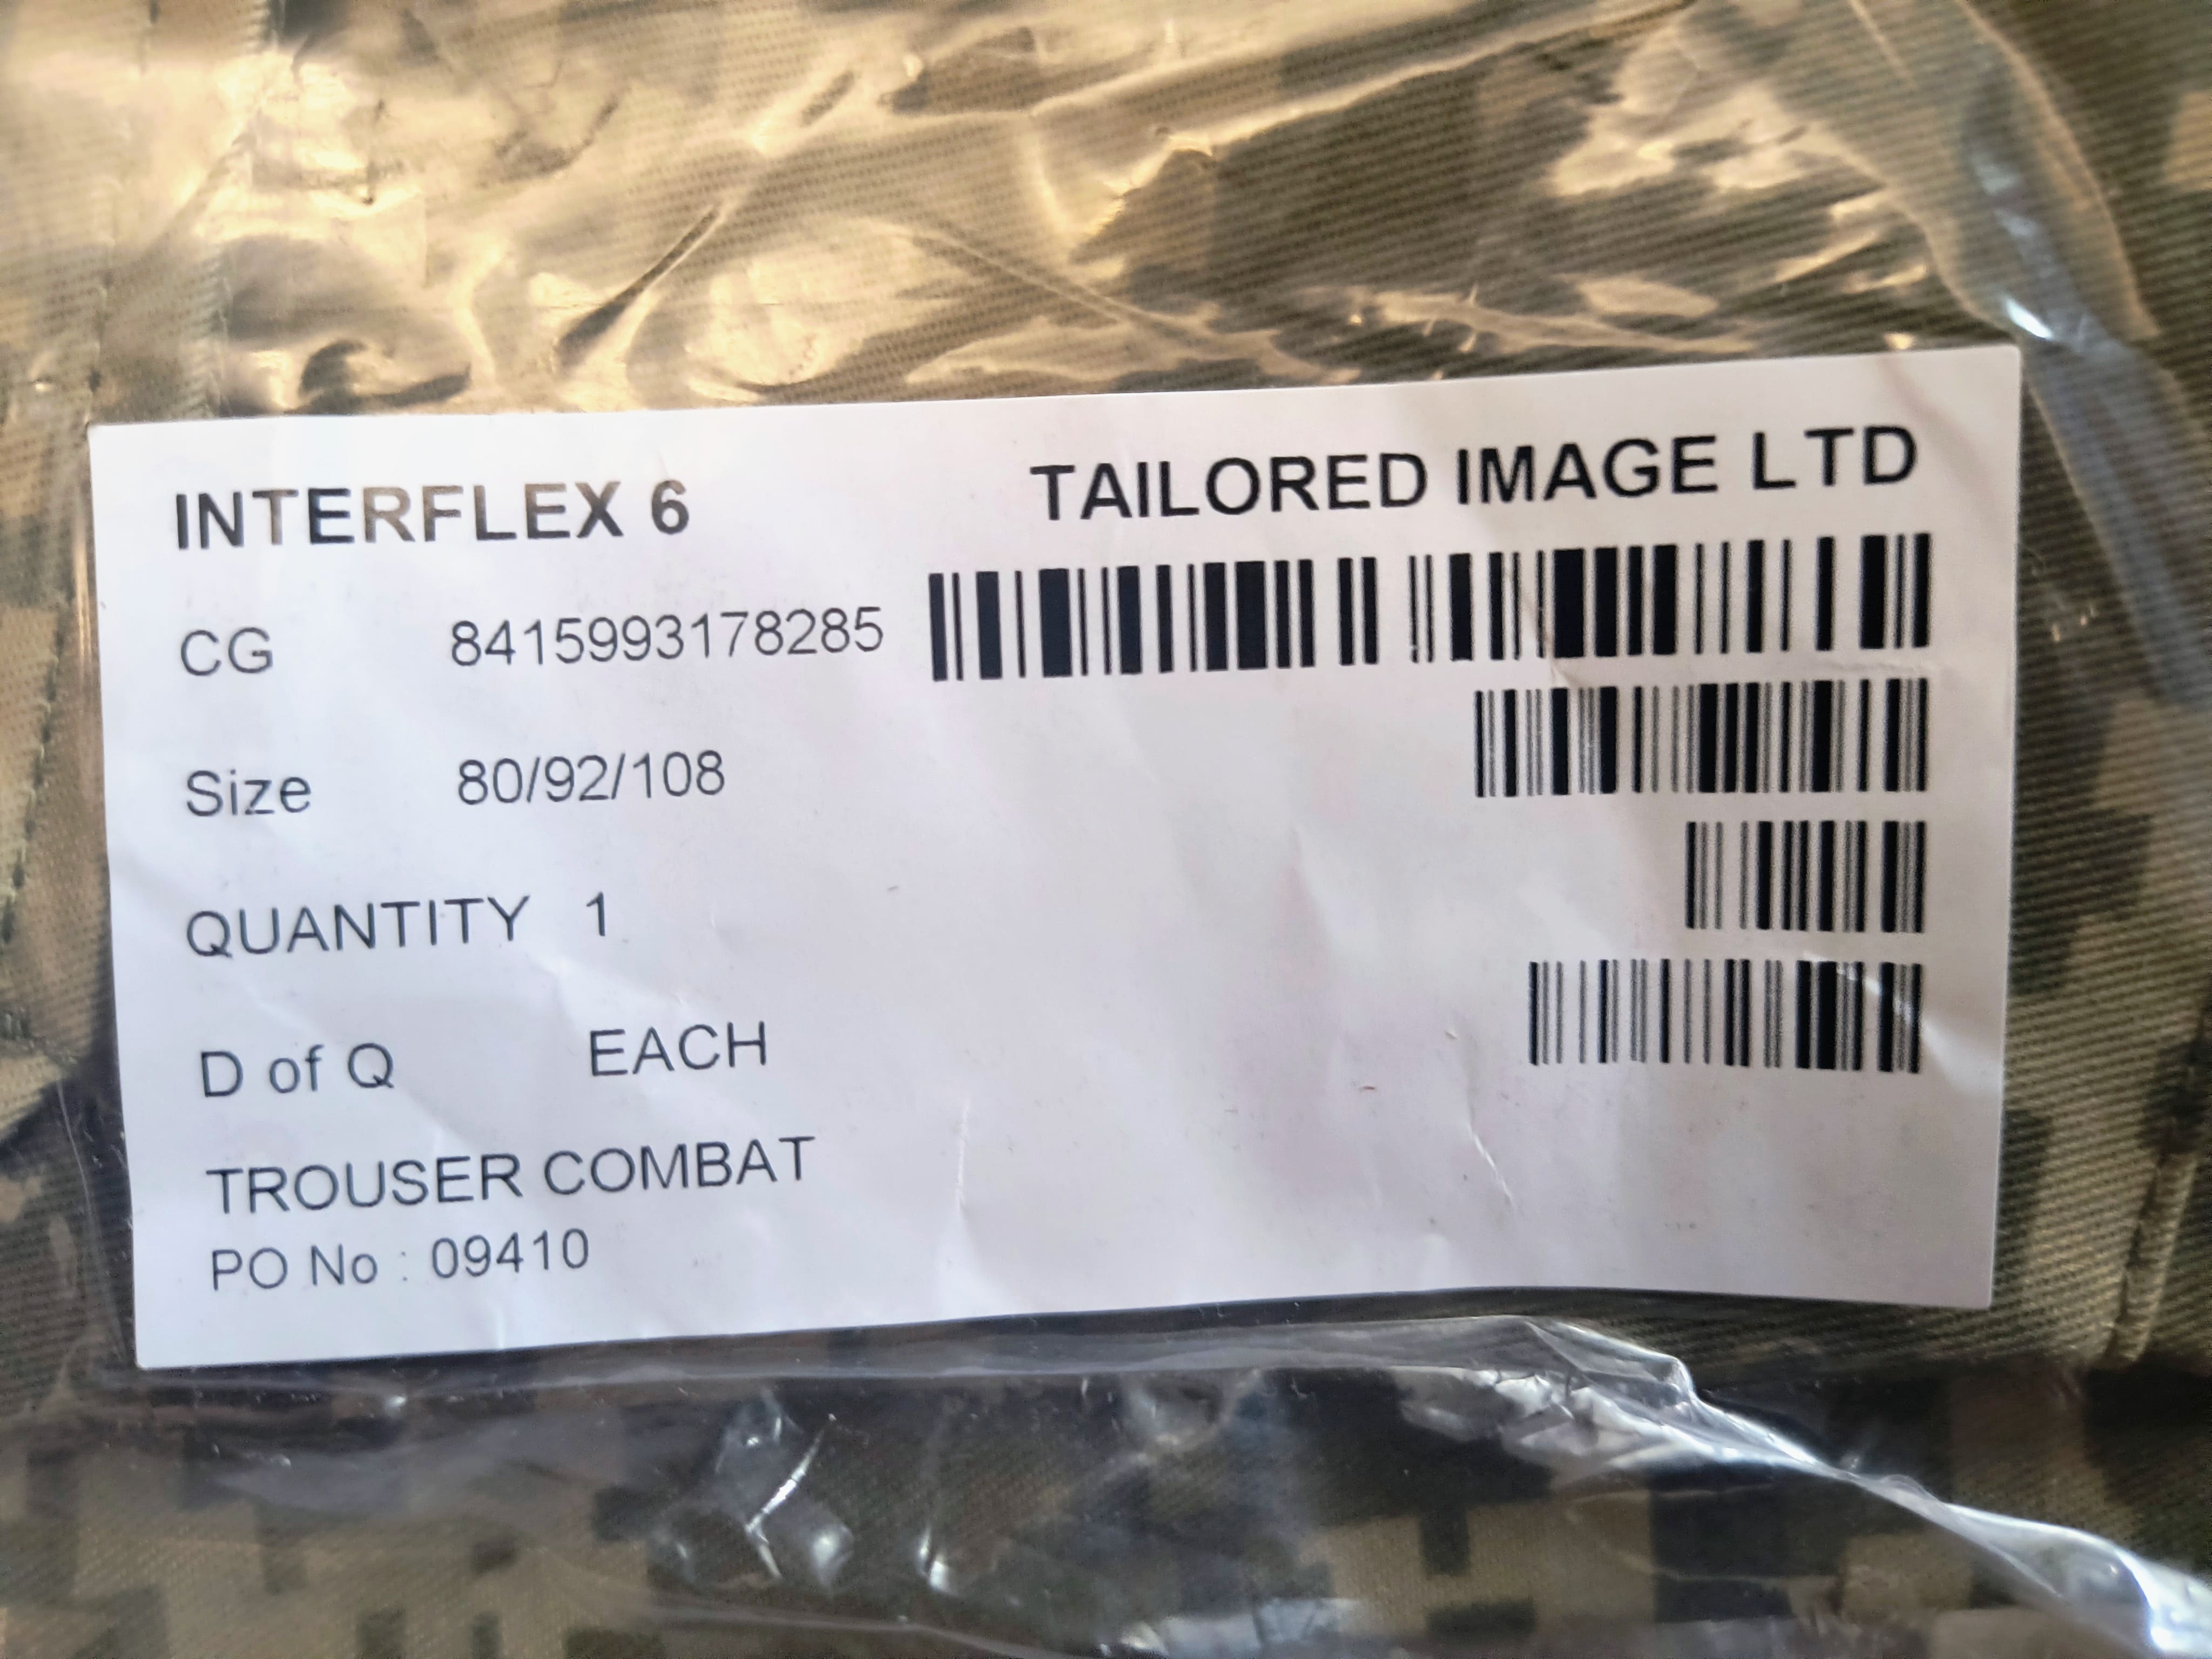 INTERFLEX 6
TAILORED IMAGE LTD
CG 8415993178285
Size 80/92/108
QUANTITY 1
D of Q EACH
TROUSER COMBAT
PO No : 09410